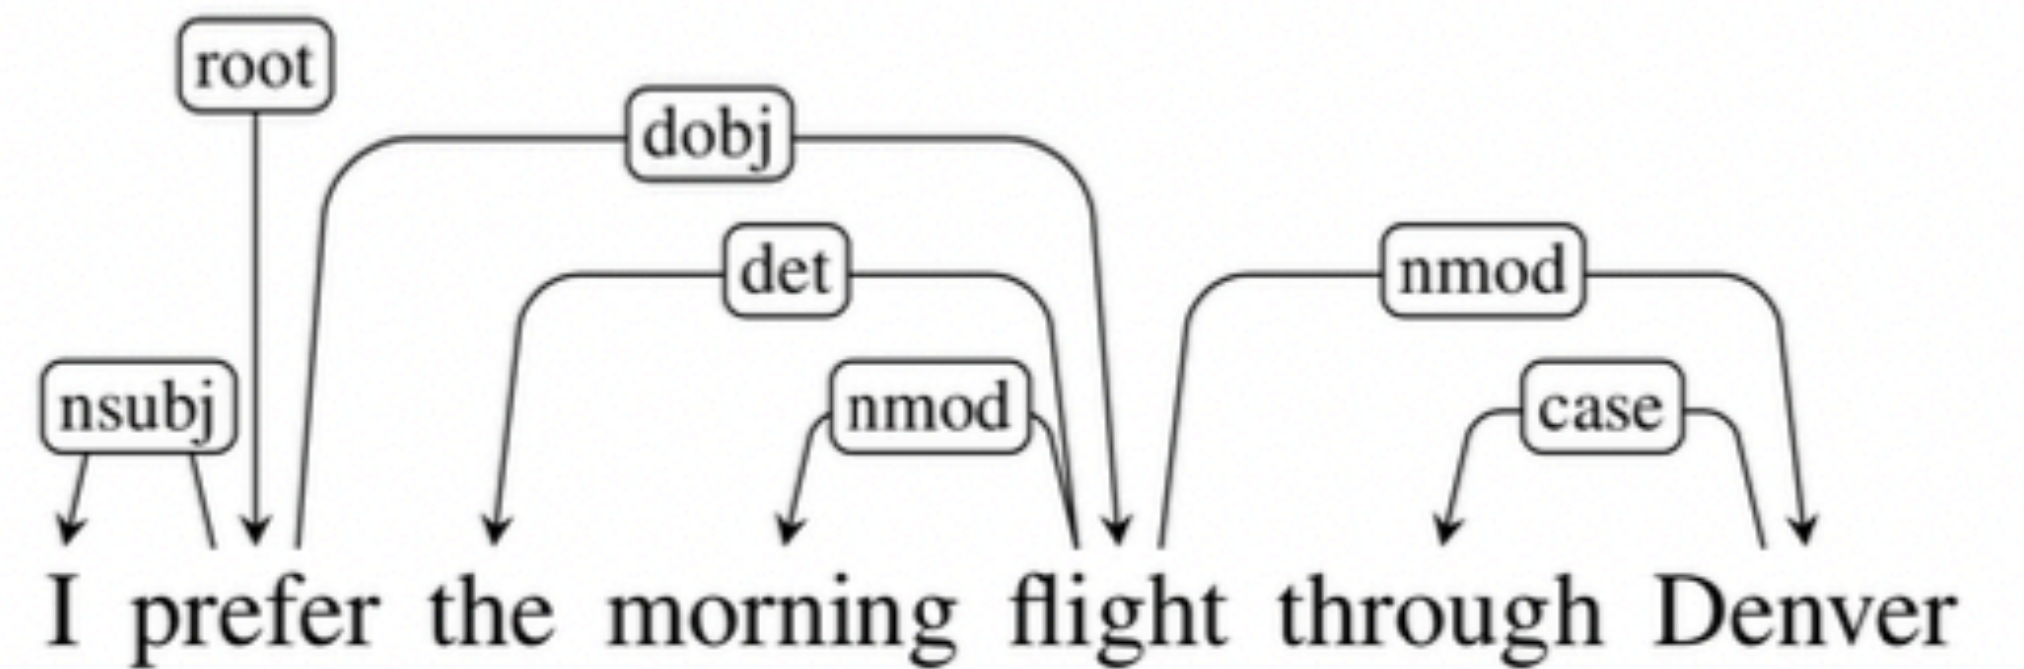 root
dobj
det
nmod
nsubj
nmod
case
I prefer the morning flight through Denver